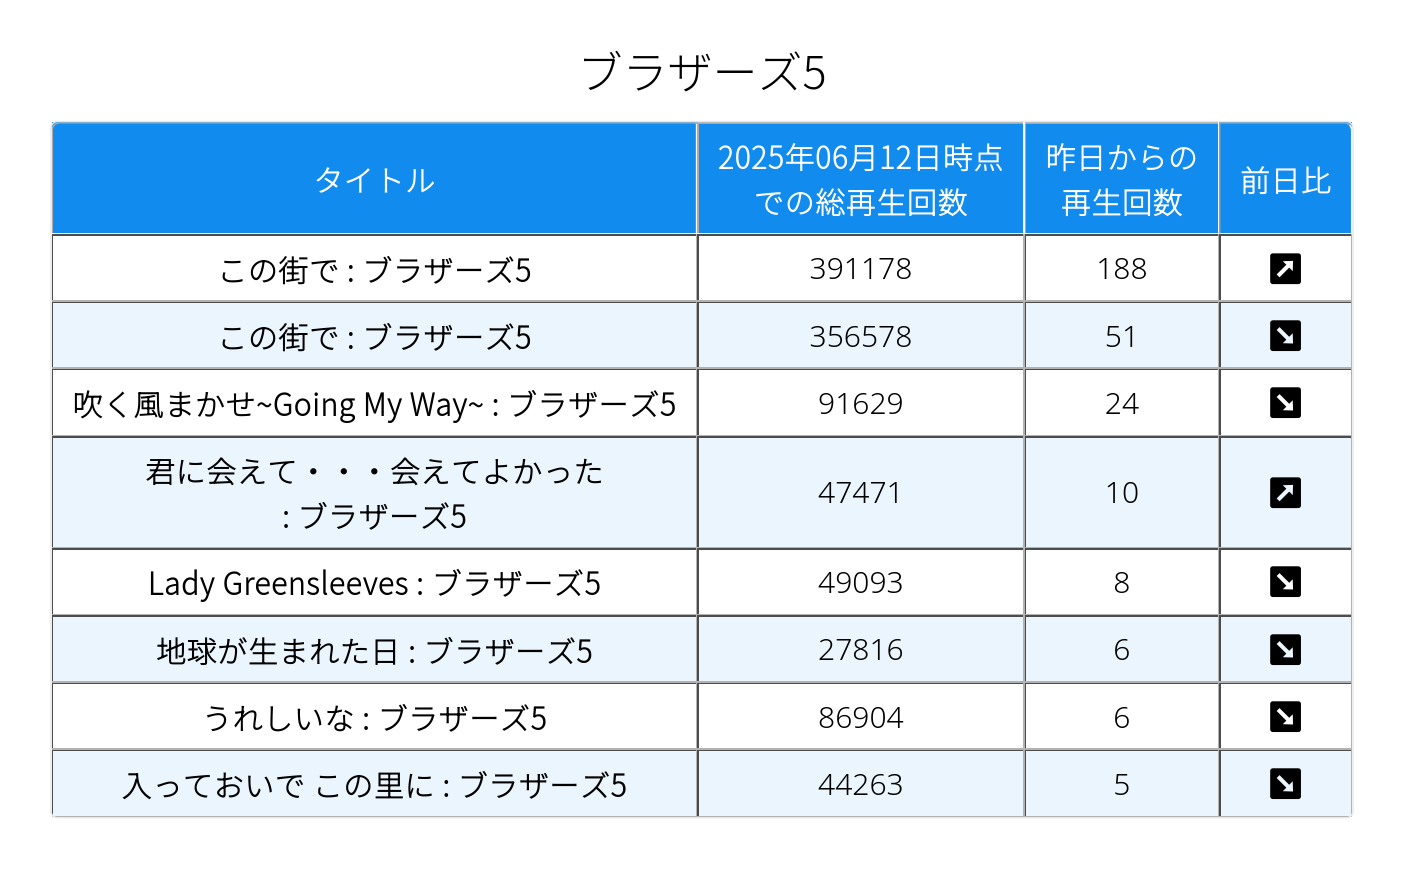 ブラザーズ5
タイトル
2025年06月12日時点
での総再生回数
昨日からの
再生回数
前日比
この街で : ブラザーズ5
391178
188
この街で : ブラザーズ5
356578
51
吹く風まかせ~Going My Way~ : ブラザーズ5
91629
24
君に会えて・・・会えてよかった
: ブラザーズ5
47471
10
Lady Greensleeves : ブラザーズ5
49093
8
地球が生まれた日 : ブラザーズ5
27816
6
うれしいな : ブラザーズ5
86904
6
入っておいで この里に : ブラザーズ5
44263
5